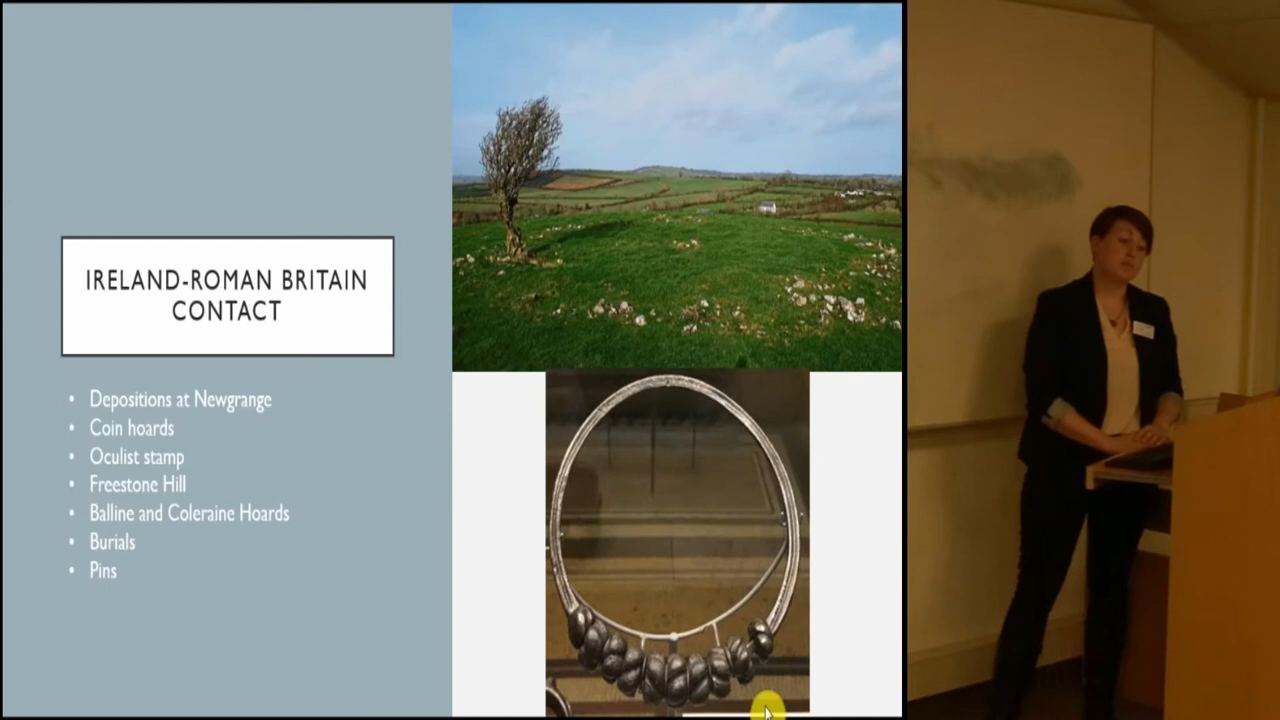 IRELAND-ROMAN BRITAIN
CONTACT
• Depositions at Newgrange
• Coin hoards
• Oculist stamp
• Freestone Hill
• Balline and Coleraine Hoards
• Burials
• Pins